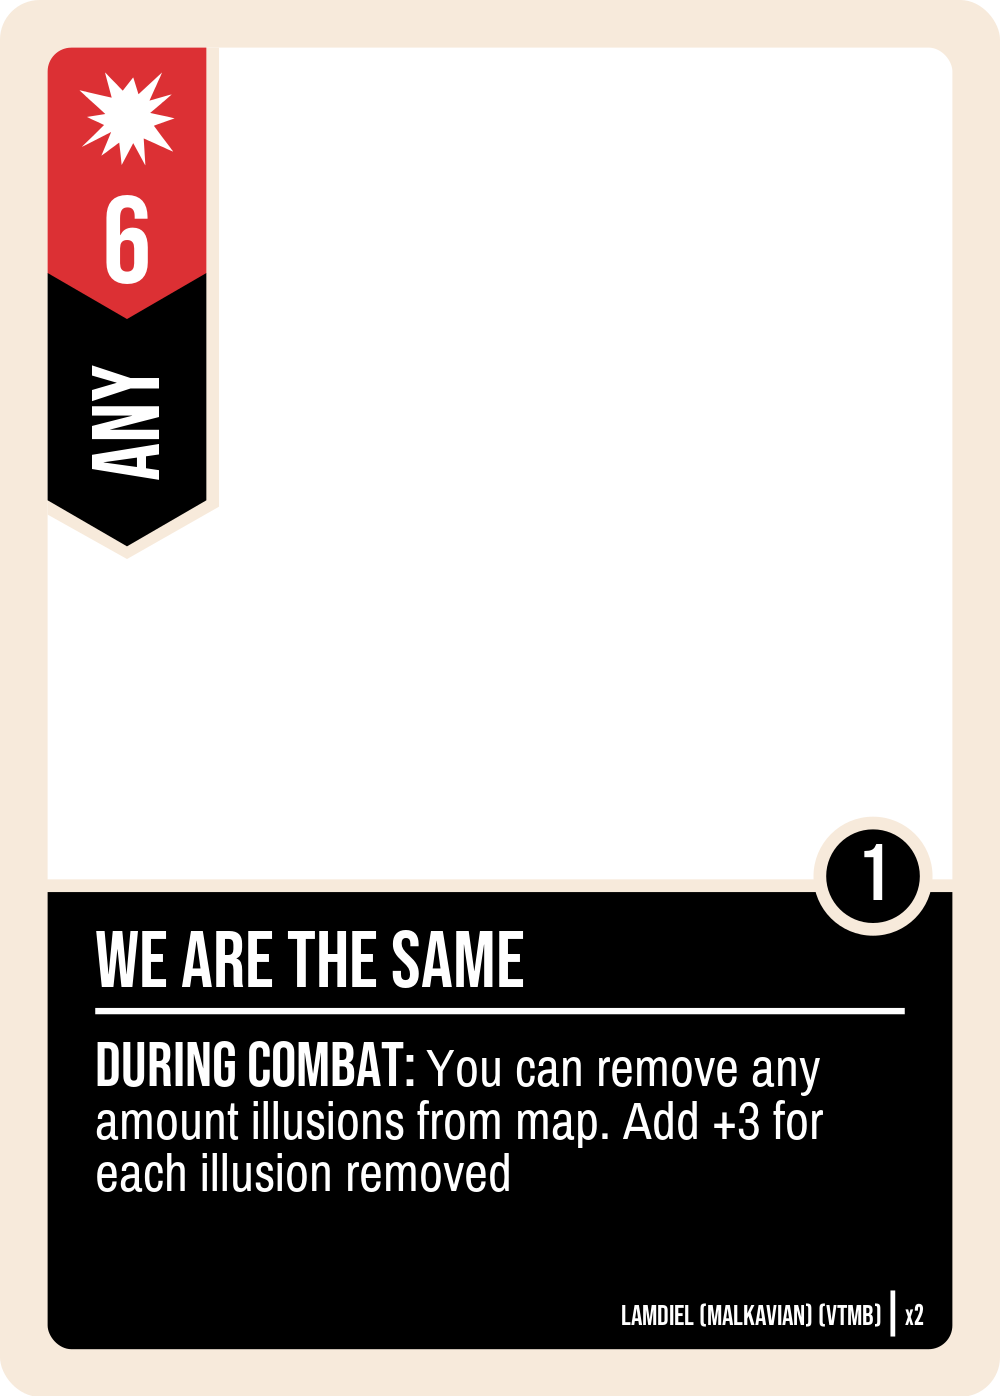 6
ANY
1
WE ARE THE SAME
DURING COMBAT: You can remove any
amount illusions from map. Add +3 for
each illusion removed
LAMDIEL (MALKAVIAN) (VTMB) | x2